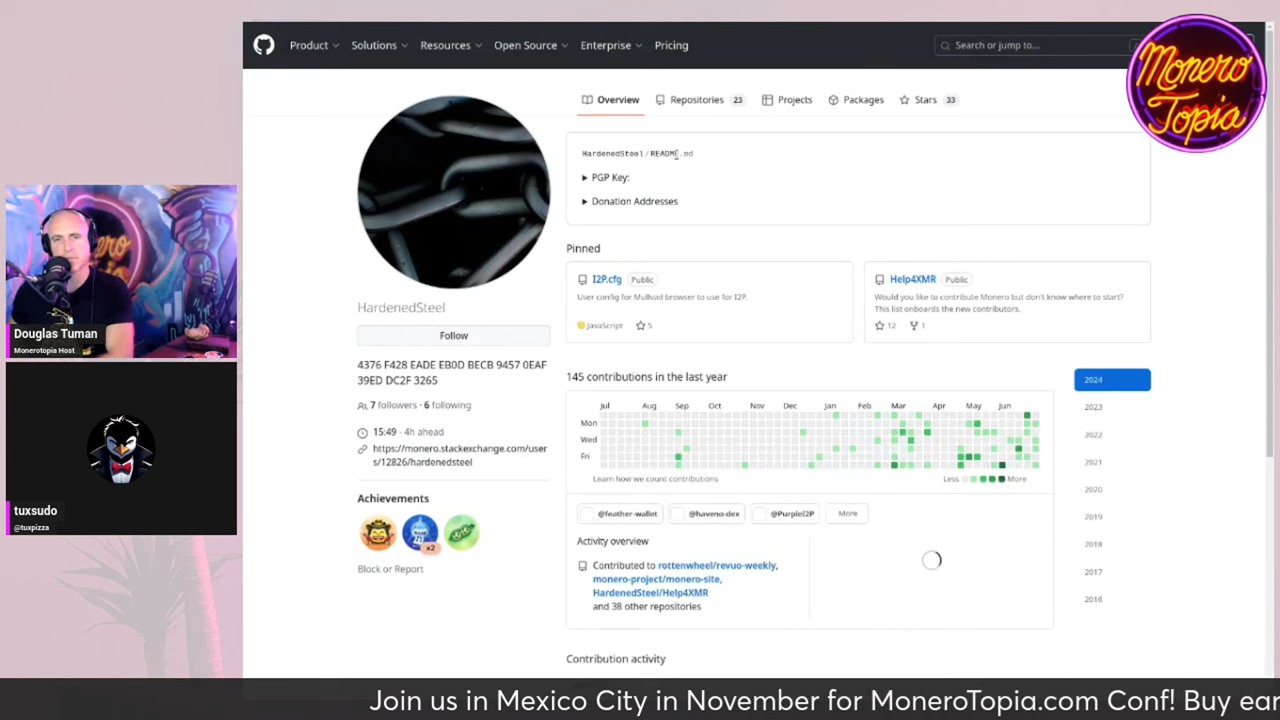 Product
Solutions
Resources
Open Source
Enterprise
Pricing
Search or jump to...
Monero
Topia
Overview
Repositories 23
Projects
Packages
Stars 33
HardenedSteel/README.md
PGP Key:
Donation Addresses
Pinned
I2P.cfg Public
User config for Mullvad browser to use for I2P.
JavaScript 5
Help4XMR Public
Would you like to contribute Monero but don't know where to start?
This list onboards the new contributors.
12 1
HardenedSteel
Follow
4376 F428 EADE EB0D BECB 9457 0EAF
39ED DC2F 3265
7 followers · 6 following
15:49 - 4h ahead
https://monero.stackexchange.com/user
s/12826/hardenedsteel
Achievements
x2
Block or Report
145 contributions in the last year
Jul Aug Sep Oct Nov Dec Jan Feb Mar Apr May Jun
Mon
Wed
Fri
Learn how we count contributions
Less More
@feather-wallet
@haveno-dex
@PurpleI2P
More
Activity overview
Contributed to rottenwheel/revuo-weekly,
monero-project/monero-site,
HardenedSteel/Help4XMR
and 38 other repositories
Contribution activity
2024
2023
2022
2021
2020
2019
2018
2017
2016
Monero
Douglas Tuman
Monerotopia Host
tuxsudo
@tuxpizza
Join us in Mexico City in November for MoneroTopia.com Conf! Buy ear